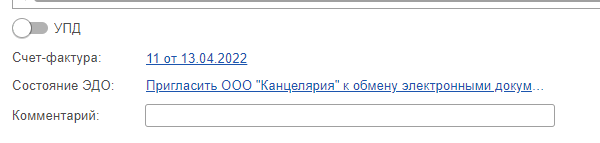 УПД
Счет-фактура: 11 от 13.04.2022
Состояние ЭДО: Пригласить ООО "Канцелярия" к обмену электронными докум...
Комментарий: